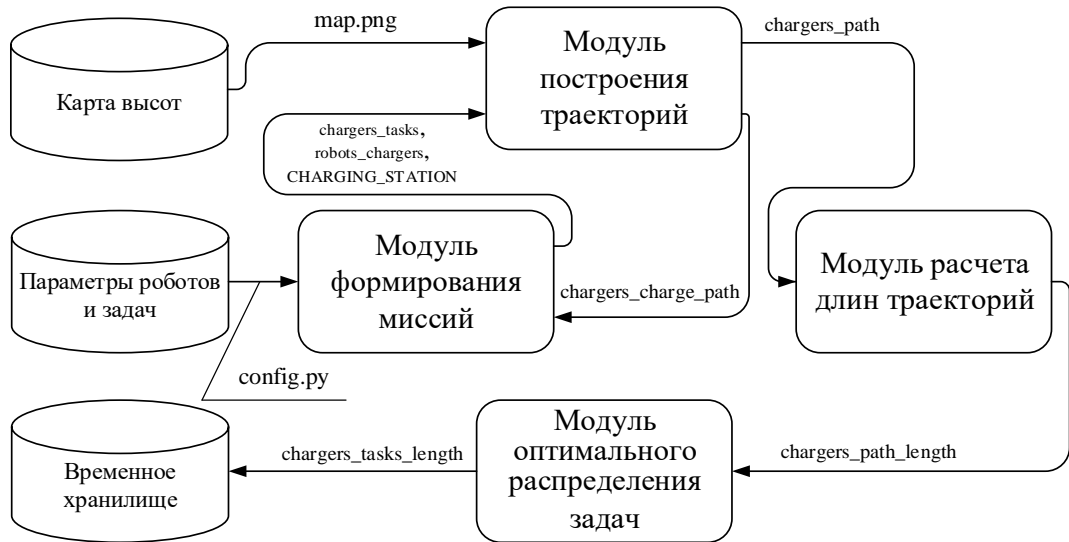 map.png
Модуль
построения
траекторий
chargers_path
Карта высот
chargers_tasks,
robots_chargers,
CHARGING_STATION
Параметры роботов
и задач
Модуль
формирования
миссий
chargers_charge_path
Модуль расчета
длин траекторий
config.py
Временное
хранилище
chargers_tasks_length
Модуль
оптимального
распределения
задач
chargers_path_length